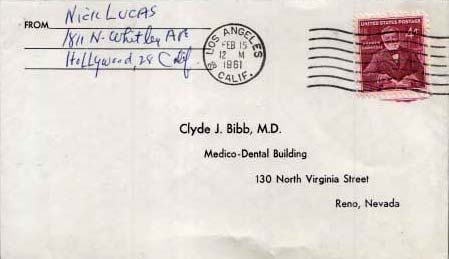 FROM Nick Lucas
1811 N. Whitley Ave
Hollywood, 28 Calif
LOS ANGELES
CALIF.
FEB 15
12 M
1961
UNITED STATES POSTAGE
4¢
Clyde J. Bibb, M.D.
Medico-Dental Building
130 North Virginia Street
Reno, Nevada